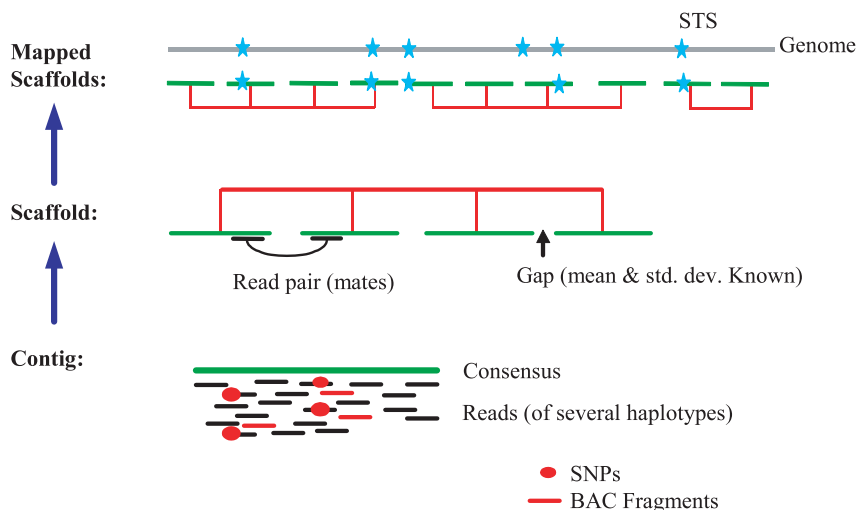 STS
Genome
Mapped
Scaffolds:
Scaffold:
Read pair (mates)
Gap (mean & std. dev. Known)
Contig:
Consensus
Reads (of several haplotypes)
SNPs
BAC Fragments